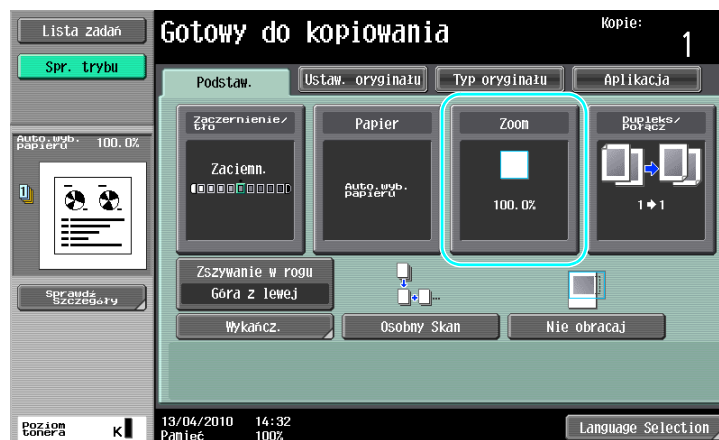 Lista zadań
Gotowy do kopiowania
Kopie:
1
Spr. trybu
Podstaw.
Ustaw. oryginału
Typ oryginału
Aplikacja
Auto.wyb.
papieru
100.0%
Zaczernienie/
tło
Papier
Zoom
Dupleks/
Połącz
Zaciemn.
Auto.wyb.
papieru
100.0%
1→1
Zszywanie w rogu
Góra z lewej
Sprawdź
Szczegóły
Wykańcz.
Osobny Skan
Nie obracaj
Poziom
tonera
K
13/04/2010 14:32
Pamięć 100%
Language Selection